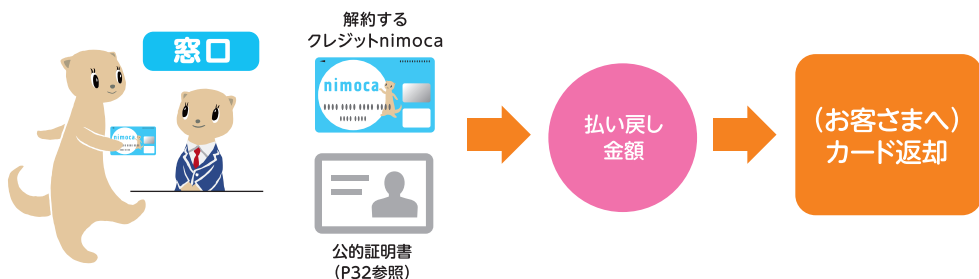 窓口
nimoca
解約する
クレジットnimoca
nimoca
公的証明書
（P32参照）
払い戻し
金額
（お客さまへ）
カード返却